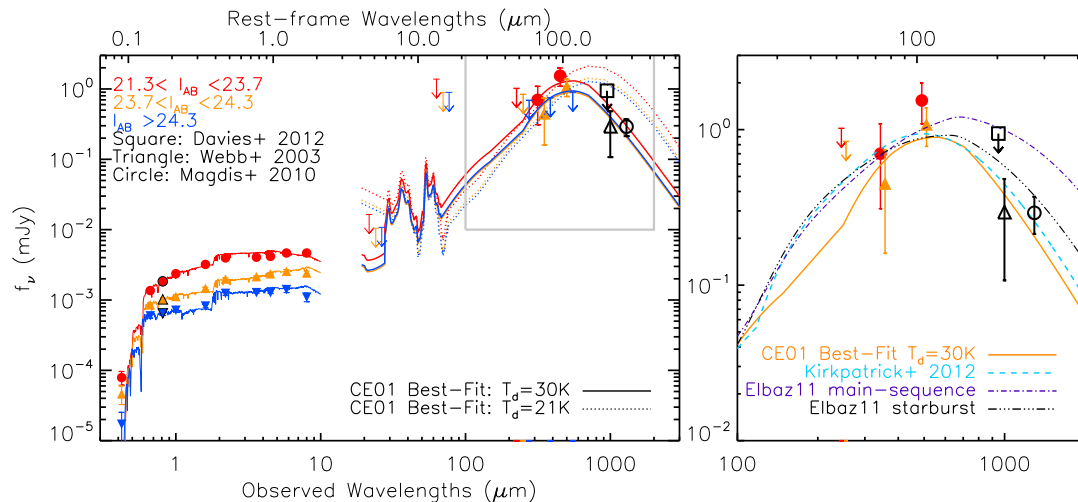 Rest-frame Wavelengths (μm)
0.1 1.0 10.0 100.0
100
10⁰
10⁻¹
10⁻²
10⁻³
10⁻⁴
10⁻⁵
f_ν (mJy)
21.3< I_AB <23.7
23.7<I_AB <24.3
I_AB >24.3
Square: Davies+ 2012
Triangle: Webb+ 2003
Circle: Magdis+ 2010
CE01 Best-Fit: T_d=30K
CE01 Best-Fit: T_d=21K
1 10 100 1000
Observed Wavelengths (μm)
10⁰
10⁻¹
10⁻²
CE01 Best-Fit T_d=30K
Kirkpatrick+ 2012
Elbaz11 main-sequence
Elbaz11 starburst
100 1000